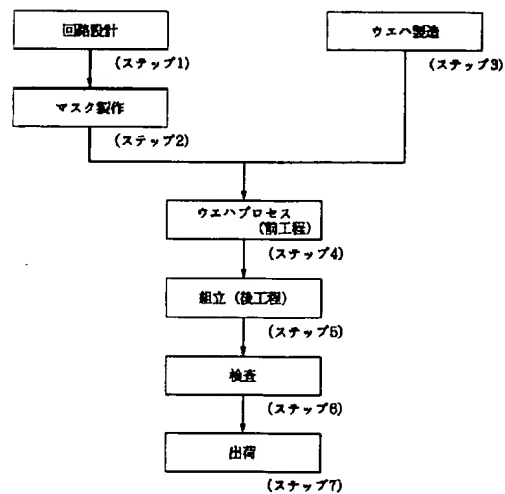 回路設計
(ステップ1)
マスク製作
(ステップ2)
ウエハ製造
(ステップ3)
ウエハプロセス
(前工程)
(ステップ4)
組立(後工程)
(ステップ5)
検査
(ステップ6)
出荷
(ステップ7)